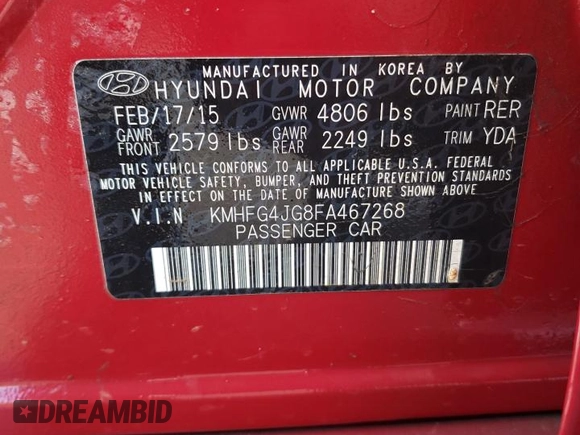 MANUFACTURED IN KOREA BY
HYUNDAI MOTOR COMPANY
FEB/17/15 GVWR 4806 lbs PAINT RER
GAWR FRONT 2579 lbs GAWR REAR 2249 lbs TRIM YDA
THIS VEHICLE CONFORMS TO ALL APPLICABLE U.S.A. FEDERAL
MOTOR VEHICLE SAFETY, BUMPER, AND THEFT PREVENTION STANDARDS
IN EFFECT ON THE DATE OF MANUFACTURE SHOWN ABOVE.
V.I.N KMHFG4JG8FA467268
PASSENGER CAR
DREAMBID